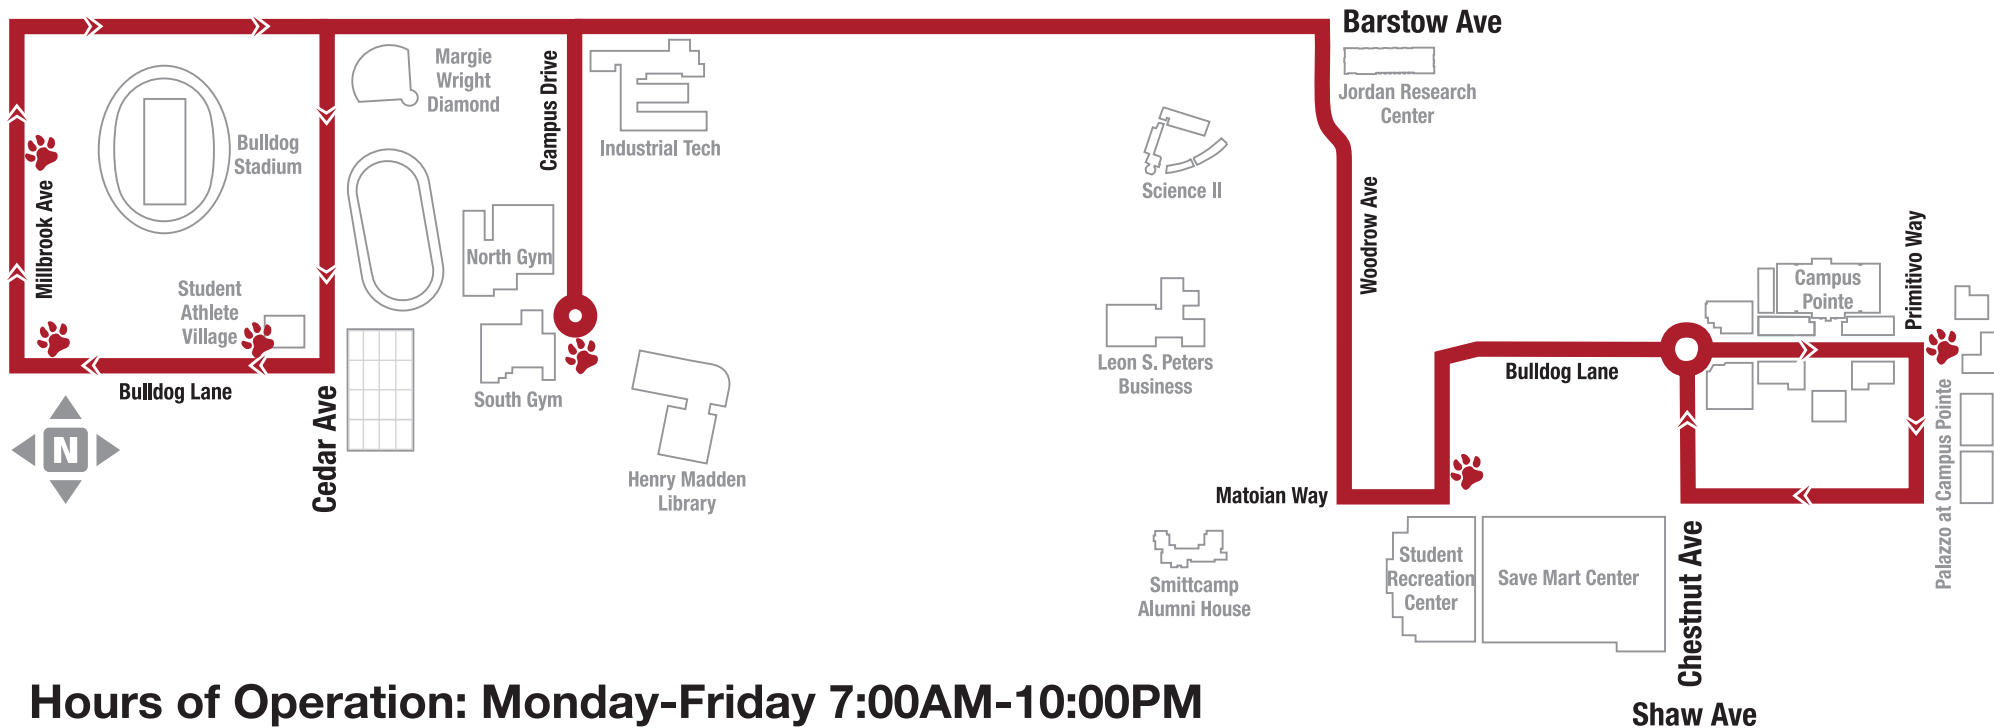 Barstow Ave
Margie
Wright
Diamond
Campus Drive
Jordan Research
Center
Industrial Tech
Bulldog
Stadium
Science II
Millbrook Ave
Woodrow Ave
North Gym
Primitivo Way
Campus
Pointe
Student
Athlete
Village
Leon S. Peters
Business
Bulldog Lane
Bulldog Lane
South Gym
Cedar Ave
N
Henry Madden
Library
Matoian Way
Palazzo at Campus Pointe
Smittcamp
Alumni House
Student
Recreation
Center
Save Mart Center
Chestnut Ave
Hours of Operation: Monday-Friday 7:00AM-10:00PM
Shaw Ave